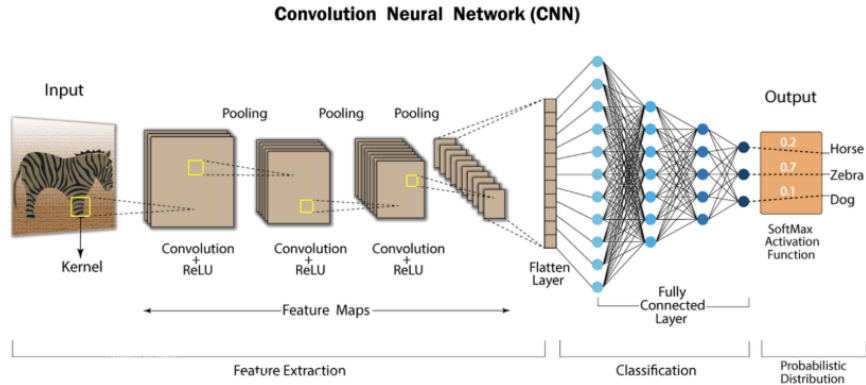 Convolution Neural Network (CNN)
Input
Pooling
Pooling
Pooling
Output
0.2
Horse
0.7
Zebra
0.1
Dog
Kernel
Convolution
+
ReLU
Convolution
+
ReLU
Convolution
+
ReLU
Flatten
Layer
SoftMax
Activation
Function
Feature Maps
Fully
Connected
Layer
Feature Extraction
Classification
Probabilistic
Distribution